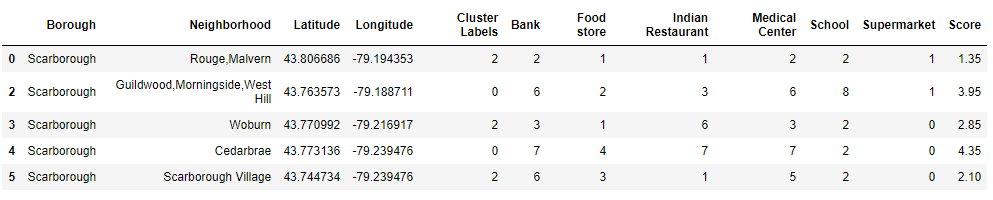 Borough Neighborhood Latitude Longitude Cluster Labels Bank Food store Indian Restaurant Medical Center School Supermarket Score
0 Scarborough Rouge,Malvern 43.806686 -79.194353 2 2 1 1 2 2 1 1.35
2 Scarborough Guildwood,Morningside,West Hill 43.763573 -79.188711 0 6 2 3 6 8 1 3.95
3 Scarborough Woburn 43.770992 -79.216917 2 3 1 6 3 2 0 2.85
4 Scarborough Cedarbrae 43.773136 -79.239476 0 7 4 7 7 2 0 4.35
5 Scarborough Scarborough Village 43.744734 -79.239476 2 6 3 1 5 2 0 2.10